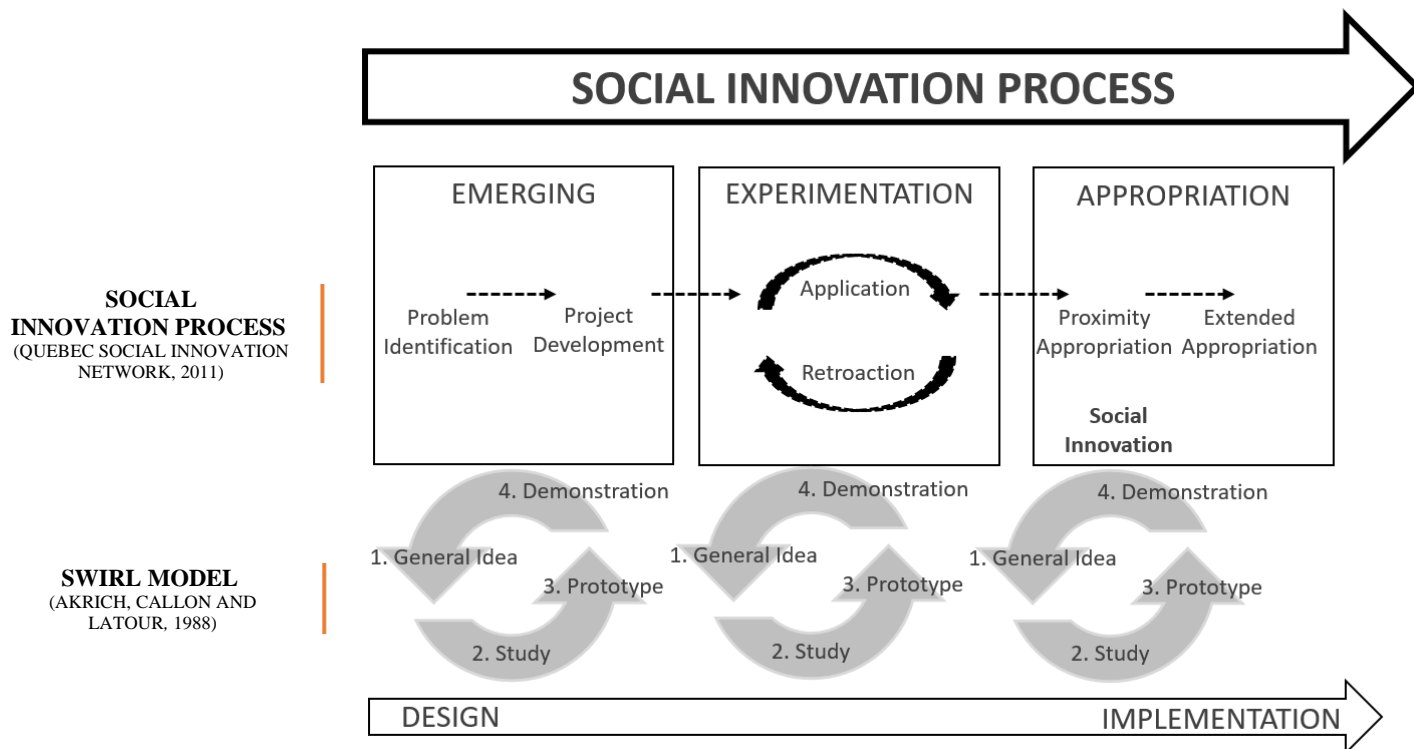 SOCIAL INNOVATION PROCESS
EMERGING
EXPERIMENTATION
APPROPRIATION
SOCIAL
INNOVATION PROCESS
(QUEBEC SOCIAL INNOVATION
NETWORK, 2011)
Problem
Identification
Project
Development
Application
Retroaction
Proximity
Appropriation
Extended
Appropriation
Social
Innovation
SWIRL MODEL
(AKRICH, CALLON AND
LATOUR, 1988)
4. Demonstration
1. General Idea
3. Prototype
2. Study
4. Demonstration
1. General Idea
3. Prototype
2. Study
4. Demonstration
1. General Idea
3. Prototype
2. Study
DESIGN
IMPLEMENTATION